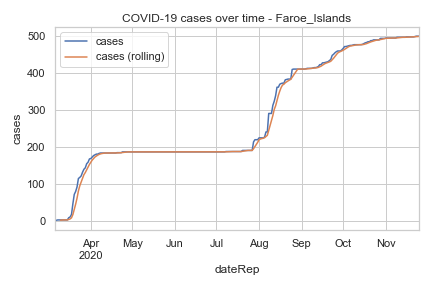 COVID-19 cases over time - Faroe_Islands
cases
cases (rolling)
500
400
300
200
100
0
cases
Apr May Jun Jul Aug Sep Oct Nov
2020
dateRep